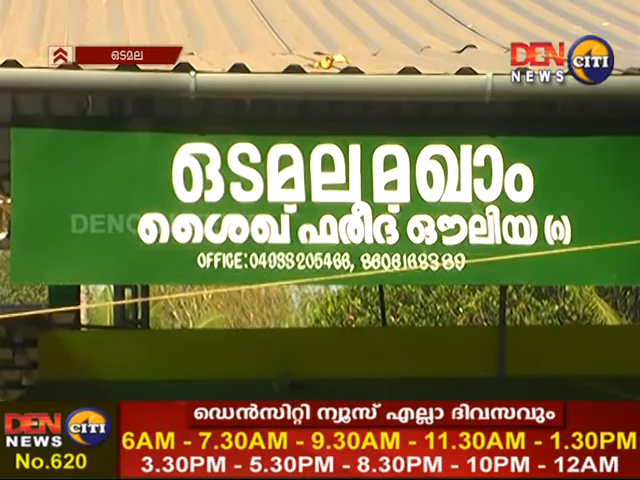 ഒടമല
DEN
NEWS
CITI
ഒടമല മഖാം
ശൈഖ് ഫരീദ് ഔലിയ (റ)
OFFICE: 04933205466, 8606168389
DEN
NEWS
CITI
No.620
ഡെൻസിറ്റി ന്യൂസ് എല്ലാ ദിവസവും
6AM - 7.30AM - 9.30AM - 11.30AM - 1.30PM
3.30PM - 5.30PM - 8.30PM - 10PM - 12AM